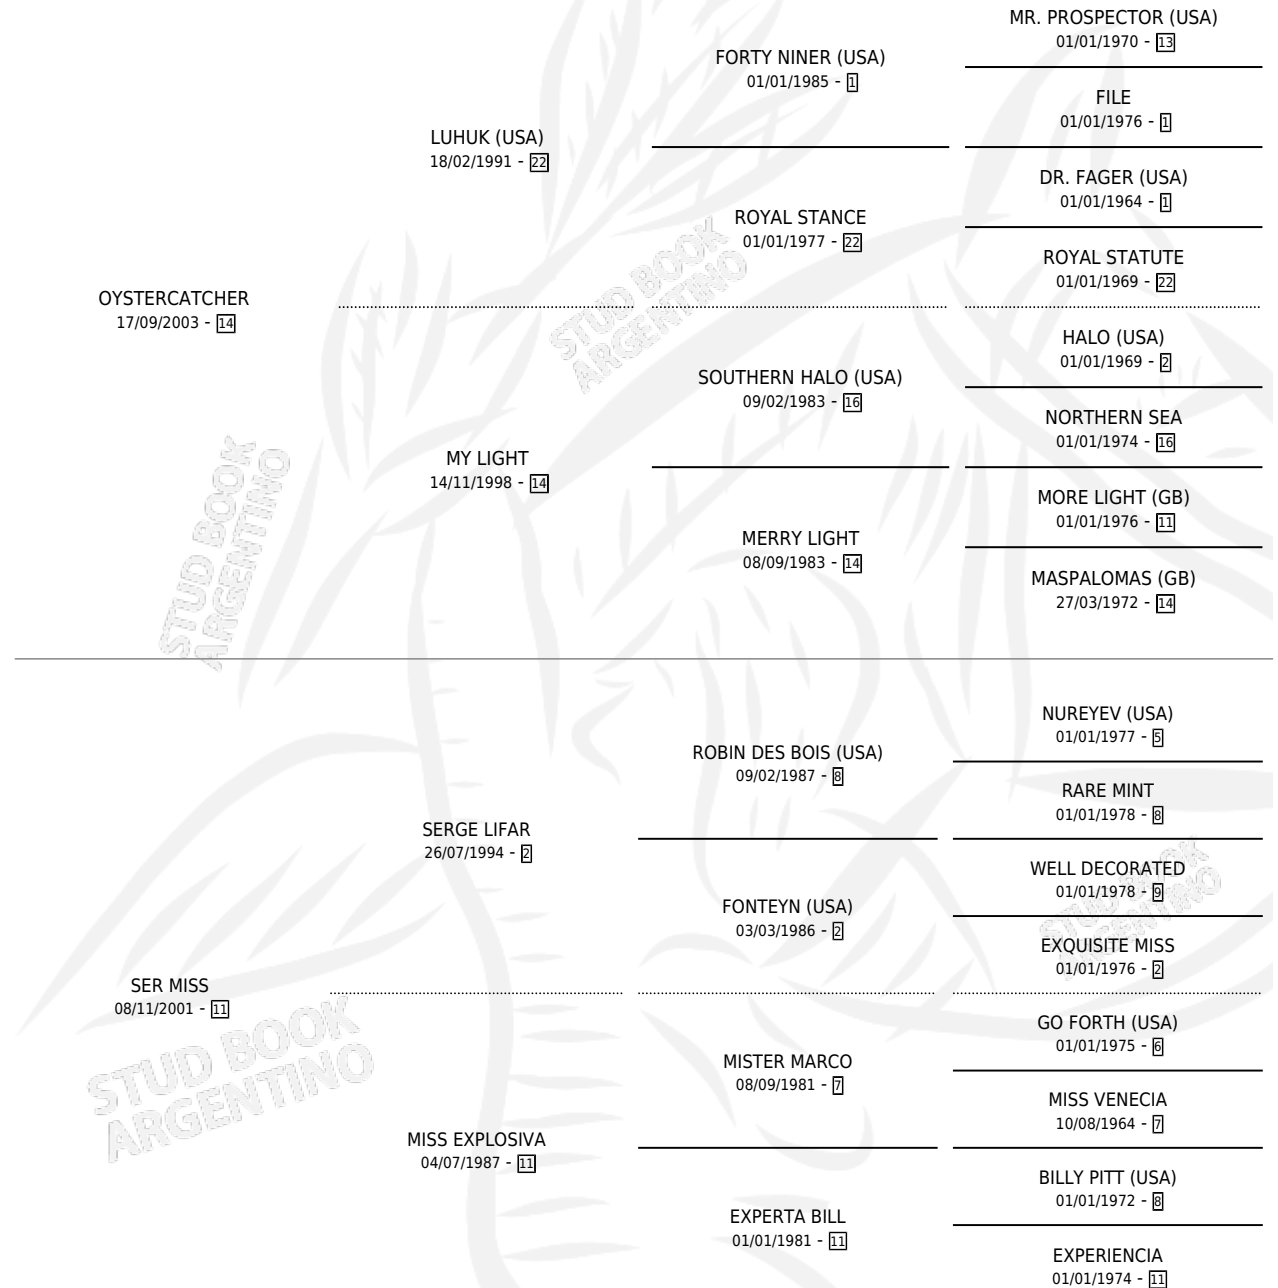 MR. PROSPECTOR (USA)
01/01/1970 - 13
FORTY NINER (USA)
01/01/1985 - 1
FILE
01/01/1976 - 1
LUHUK (USA)
18/02/1991 - 22
DR. FAGER (USA)
01/01/1964 - 1
ROYAL STANCE
01/01/1977 - 22
ROYAL STATUTE
01/01/1969 - 22
OYSTERCATCHER
17/09/2003 - 14
HALO (USA)
01/01/1969 - 2
SOUTHERN HALO (USA)
09/02/1983 - 16
NORTHERN SEA
01/01/1974 - 16
MY LIGHT
14/11/1998 - 14
MORE LIGHT (GB)
01/01/1976 - 11
MERRY LIGHT
08/09/1983 - 14
MASPALOMAS (GB)
27/03/1972 - 14
NUREYEV (USA)
01/01/1977 - 5
ROBIN DES BOIS (USA)
09/02/1987 - 8
RARE MINT
01/01/1978 - 8
SERGE LIFAR
26/07/1994 - 2
WELL DECORATED
01/01/1978 - 9
FONTEYN (USA)
03/03/1986 - 2
EXQUISITE MISS
01/01/1976 - 2
SER MISS
08/11/2001 - 11
GO FORTH (USA)
01/01/1975 - 6
MISTER MARCO
08/09/1981 - 7
MISS VENECIA
10/08/1964 - 7
MISS EXPLOSIVA
04/07/1987 - 11
BILLY PITT (USA)
01/01/1972 - 8
EXPERTA BILL
01/01/1981 - 11
EXPERIENCIA
01/01/1974 - 11
STUD BOOK
ARGENTINO
STUD BOOK
ARGENTINO
STUD BOOK
ARGENTINO
STUD BOOK
ARGENTINO